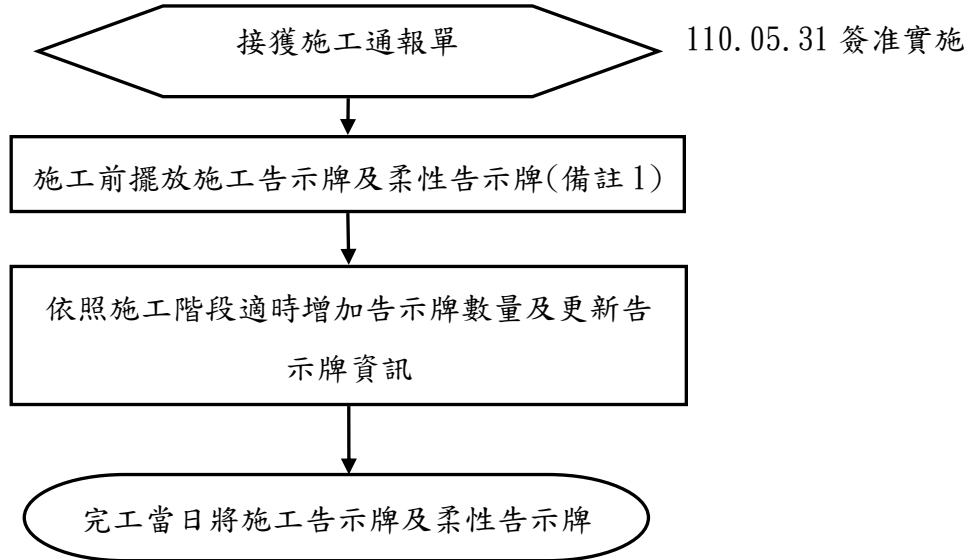 接獲施工通報單
110.05.31 簽准實施
施工前擺放施工告示牌及柔性告示牌(備註1)
依照施工階段適時增加告示牌數量及更新告
示牌資訊
完工當日將施工告示牌及柔性告示牌